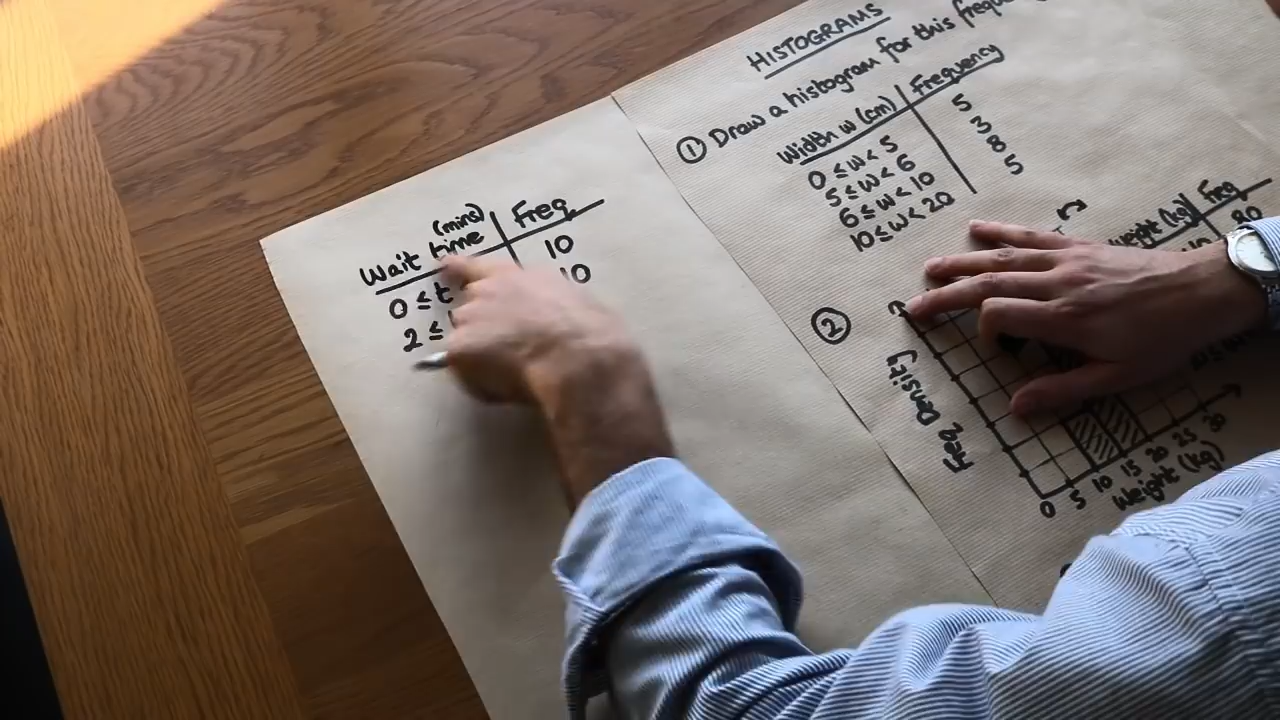 Wait time (mins) Freq
0 ≤ t 10
2 ≤ 10
HISTOGRAMS
① Draw a histogram for this
Width w (cm) Frequency
0 ≤ w < 5 5
5 ≤ w < 6 3
6 ≤ w < 10 8
10 ≤ w < 20 5
②
Weight (kg) Freq
80
Freq Density
0 5 10 15 20 25 30
Weight (kg)